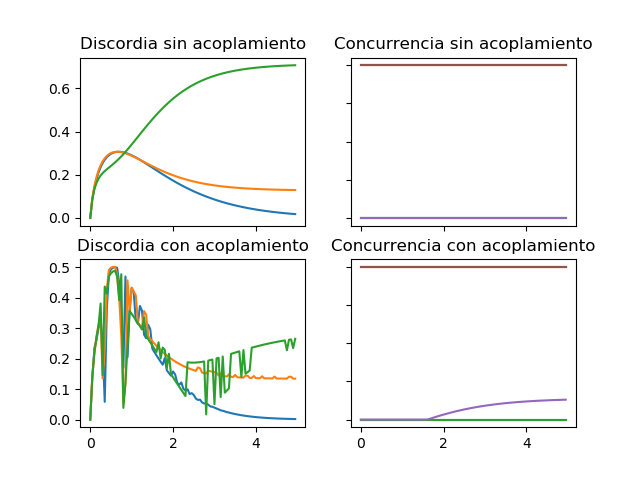 Discordia sin acoplamiento
Concurrencia sin acoplamiento
0.6
0.4
0.2
0.0
Discordia con acoplamiento
Concurrencia con acoplamiento
0.5
0.4
0.3
0.2
0.1
0.0
0 2 4
0 2 4